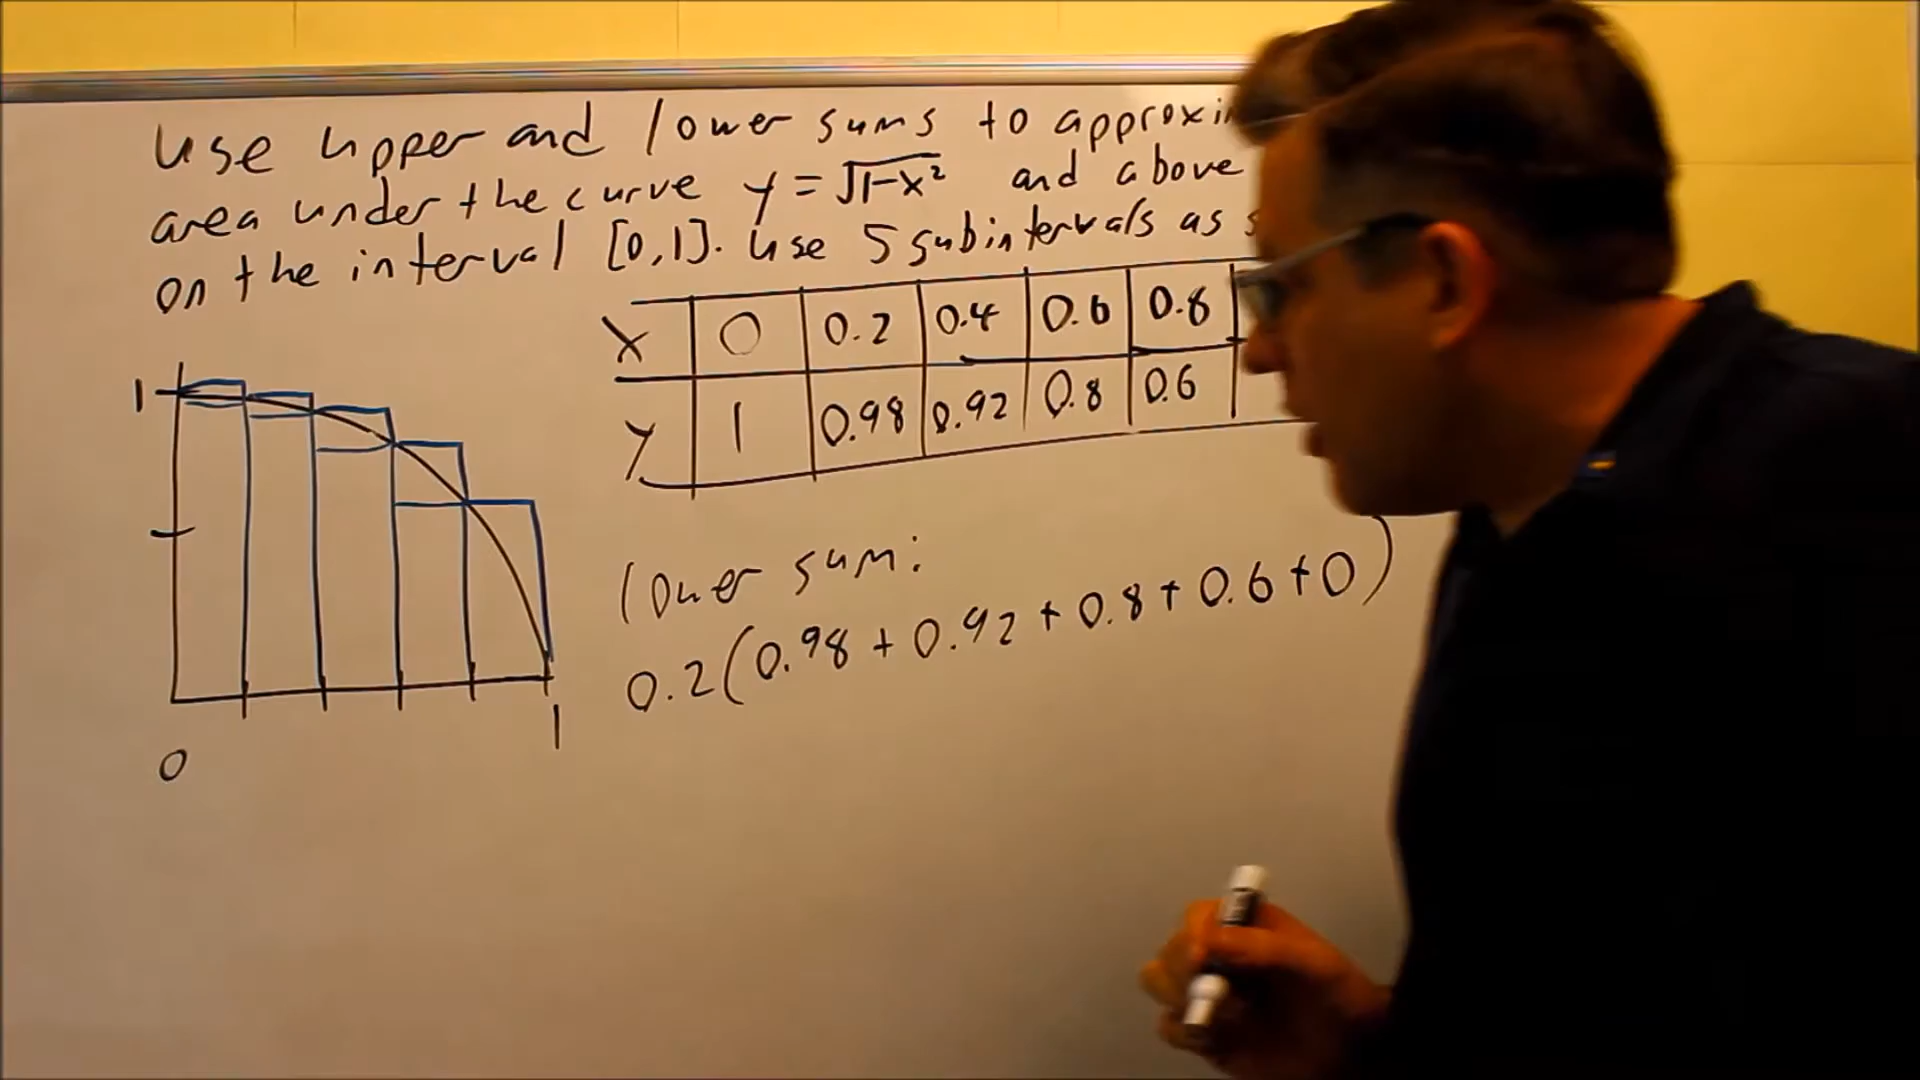 Use upper and lower sums to
area under the curve y = √1-x² and above
on the interval [0,1]. Use 5 subintervals as
X 0 0.2 0.4 0.6 0.8
Y 1 0.98 0.92 0.8 0.6
lower sum:
0.2(0.98 + 0.92 + 0.8 + 0.6 + 0)
1
0 1